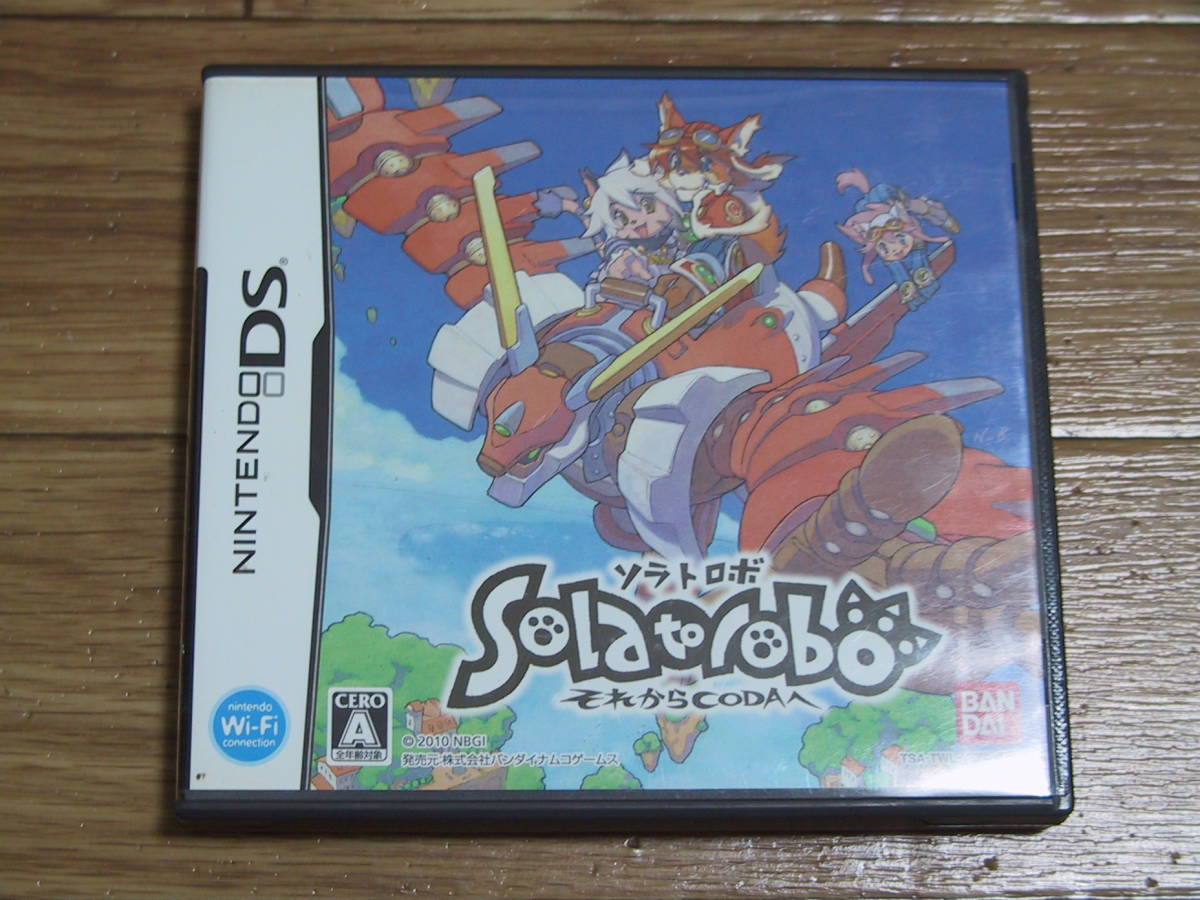 NINTENDO DS®
nintendo
Wi-Fi
connection
N-B
ソラトロボ
Solatorobo
それからCODAへ
CERO
A
全年齢対象
© 2010 NBGI
発売元:株式会社バンダイナムコゲームス
BAN
DAI